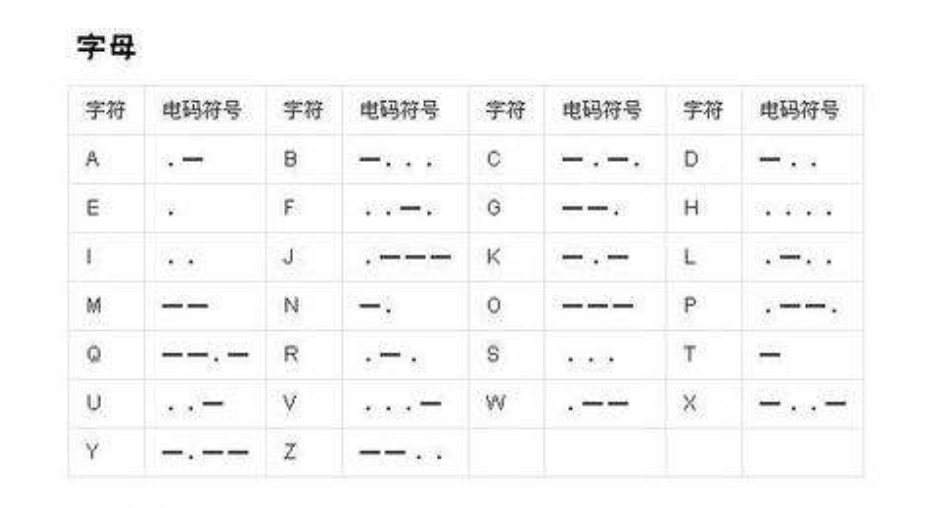 字母
字符 电码符号 字符 电码符号 字符 电码符号 字符 电码符号
A .— B —... C —.—. D —..
E . F ..—. G ——. H ....
I .. J .——— K —.— L .—..
M —— N —. O ——— P .——.
Q ——.— R .—. S ... T —
U ..— V ...— W .—— X —..—
Y —.—— Z ——..